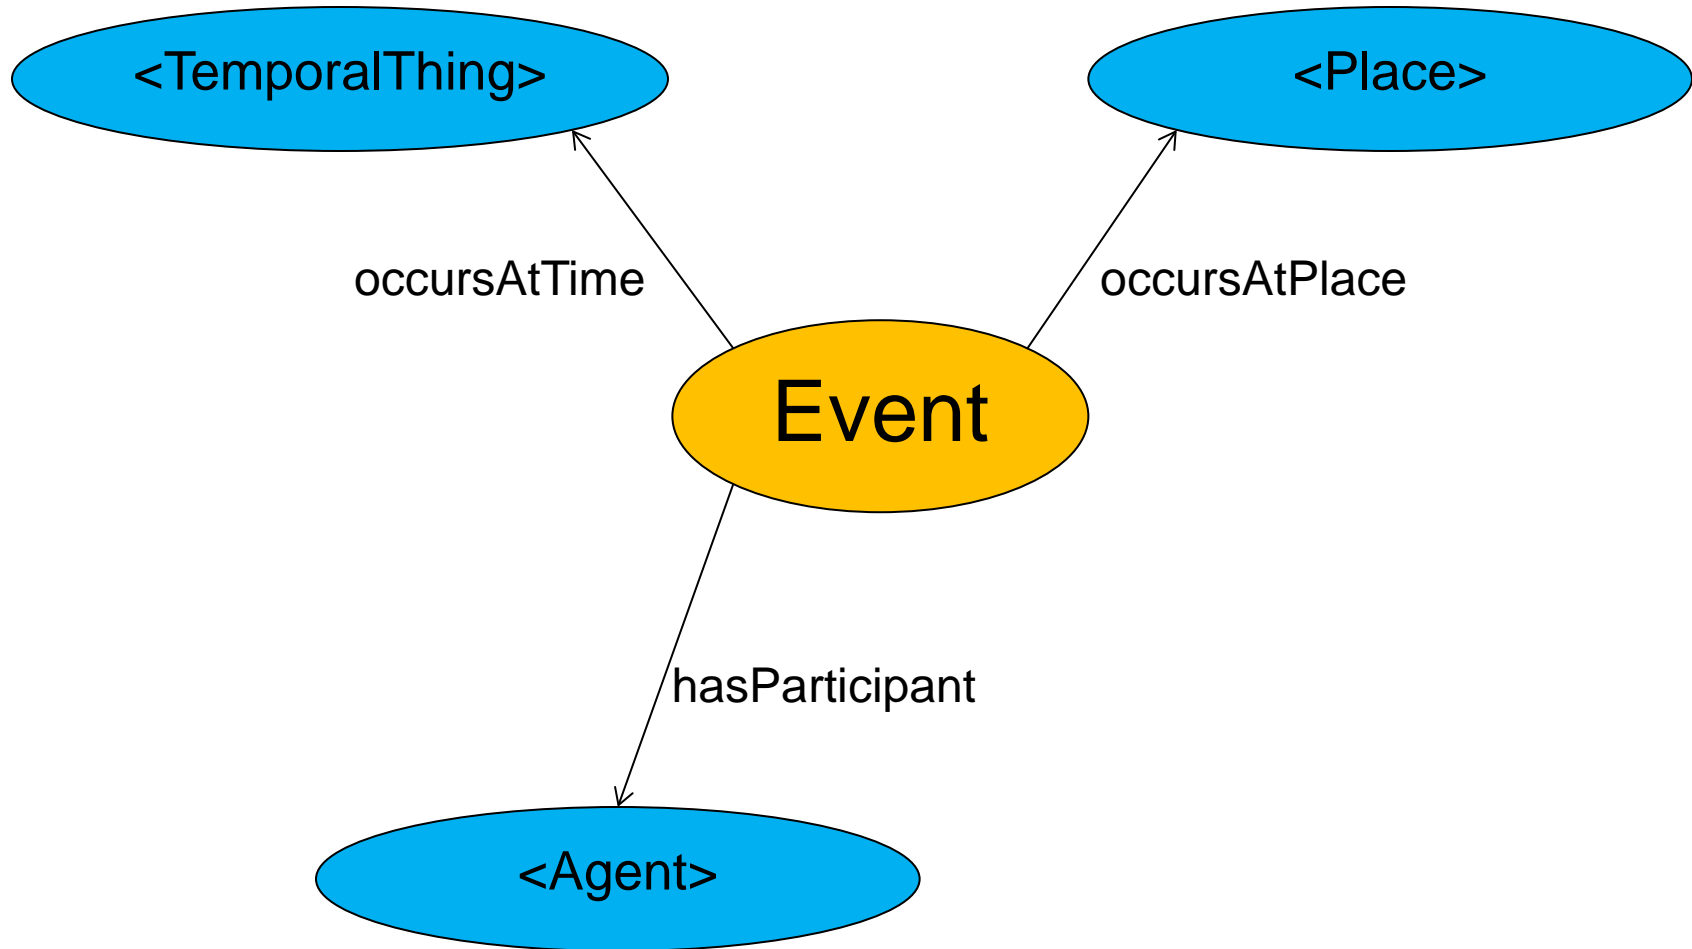 <TemporalThing>
<Place>
occursAtTime
occursAtPlace
Event
hasParticipant
<Agent>